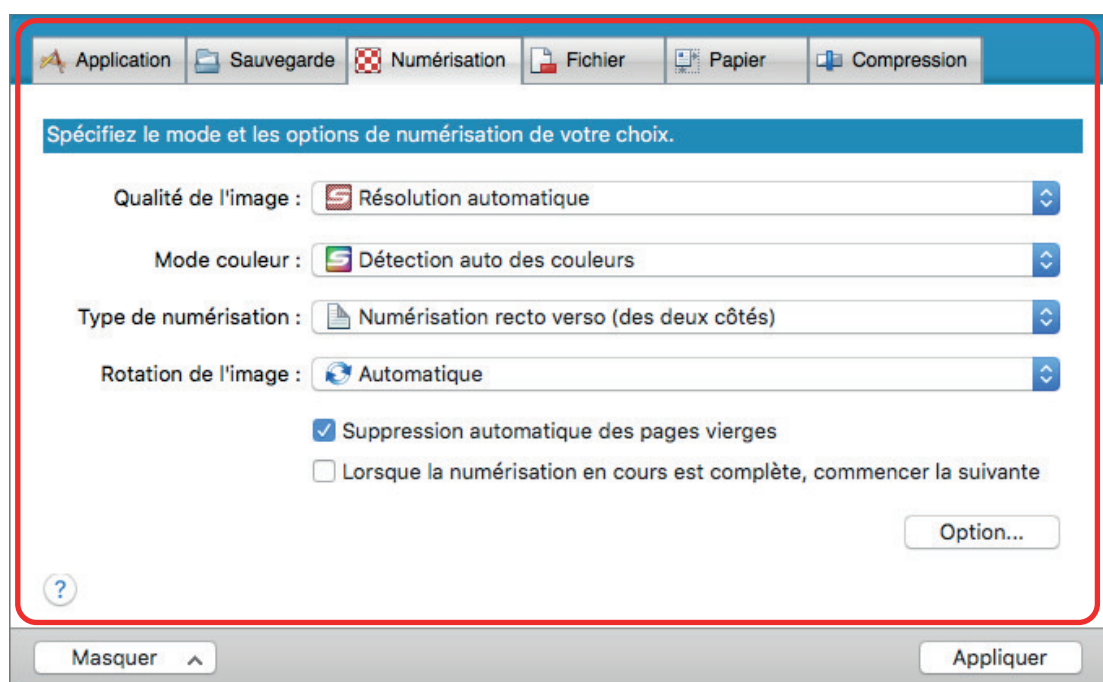 Application Sauvegarde Numérisation Fichier Papier Compression
Spécifiez le mode et les options de numérisation de votre choix.
Qualité de l'image : Résolution automatique
Mode couleur : Détection auto des couleurs
Type de numérisation : Numérisation recto verso (des deux côtés)
Rotation de l'image : Automatique
Suppression automatique des pages vierges
Lorsque la numérisation en cours est complète, commencer la suivante
Option...
?
Masquer Appliquer